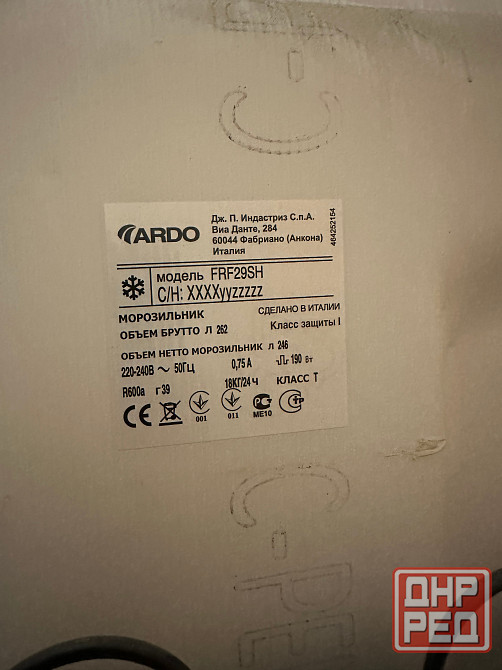 ARDO
Дж. П. Индастриз С.п.А.
Виа Данте, 284
60044 Фабриано (Анкона)
Италия
464252154
МОДЕЛЬ FRF29SH
С/Н: XXXXyyzzzzz
МОРОЗИЛЬНИК
СДЕЛАНО В ИТАЛИИ
ОБЪЕМ БРУТТО Л 262
Класс защиты I
ОБЪЕМ НЕТТО МОРОЗИЛЬНИК Л 246
220-240В ~ 50Гц 0,75 А 190 Вт
R600a г 39 18КГ/24 Ч КЛАСС Т
CE 001 011 МЕ10
ДНР
РЕД